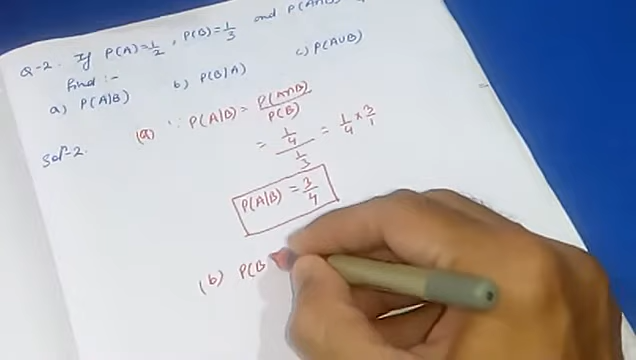 Q-2. If P(A)=1/2, P(B)=1/3 and P(A∩B)
find :-
a) P(A|B) b) P(B|A) c) P(A∪B)
Sol-2. (a) ∵ P(A|B) = P(A∩B)/P(B)
= (1/4)/(1/3) = 1/4 × 3/1
P(A|B) = 3/4
(b) P(B